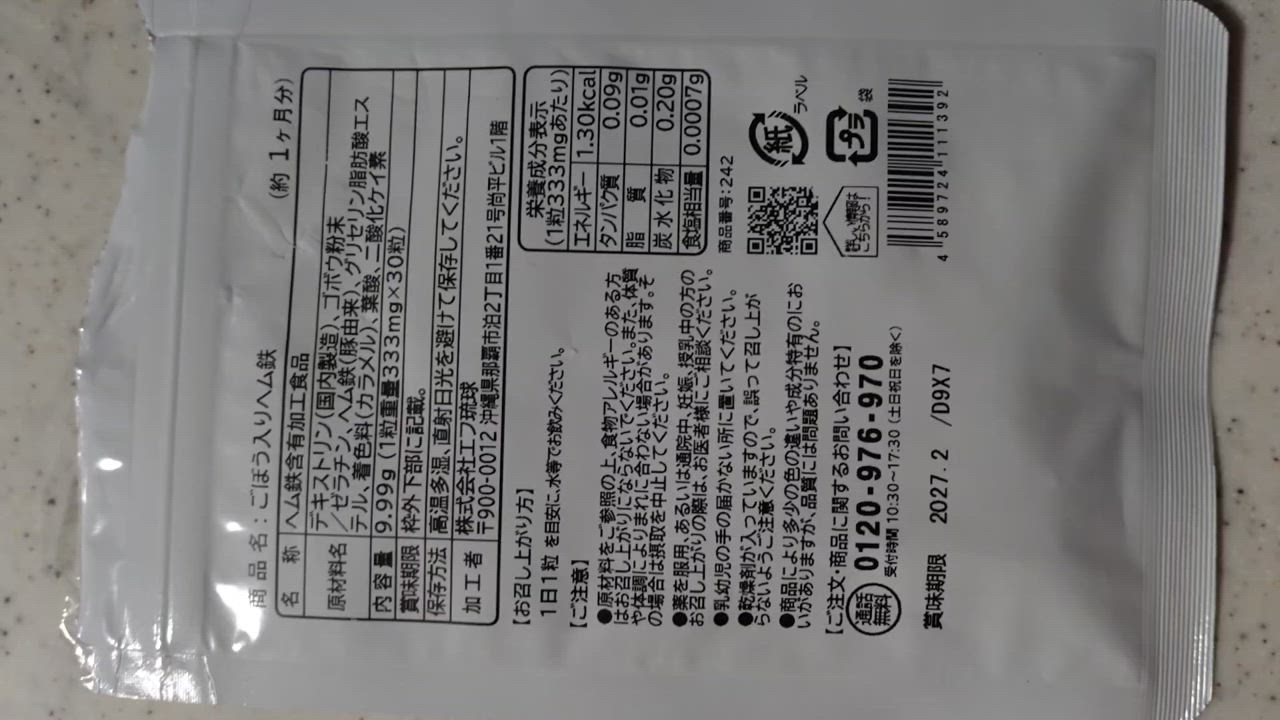 商品名：ごぼう入りヘム鉄 (約１ヶ月分)
名称 ヘム鉄含有加工食品
原材料名 デキストリン(国内製造)、ゴボウ粉末
／ゼラチン、ヘム鉄(豚由来)、グリセリン脂肪酸エス
テル、着色料(カラメル)、葉酸、二酸化ケイ素
内容量 9.99g (1粒重量333mg×30粒)
賞味期限 枠外下部に記載。
保存方法 高温多湿、直射日光を避けて保存してください。
加工者 株式会社エフ琉球
〒900-0012 沖縄県那覇市泊2丁目1番21号尚平ビル1階
【お召し上がり方】
1日1粒を目安に、水等でお飲みください。
【ご注意】
●原材料をご参照の上、食物アレルギーのある方
はお召し上がりにならないでください。また、体質
や体調によりまれに合わない場合があります。そ
の場合は摂取を中止してください。
●薬を服用、あるいは通院中、妊娠、授乳中の方の
お召し上がりの際は、お医者様にご相談ください。
●乳幼児の手の届かない所に置いてください。
●乾燥剤が入っていますので、誤って召し上が
らないようご注意ください。
●商品により多少の色の違いや成分特有のにお
いがありますが、品質には問題ありません。
【ご注文・商品に関するお問い合わせ】
通話無料 0120-976-970
受付時間 10:30〜17:30 (土日祝日を除く)
賞味期限 2027.2 /D9X7
栄養成分表示
(1粒333mgあたり)
エネルギー 1.30kcal
タンパク質 0.09g
脂質 0.01g
炭水化物 0.20g
食塩相当量 0.0007g
商品番号：242
紙 ラベル
プラ 袋
こちらから！
4 589724 111392